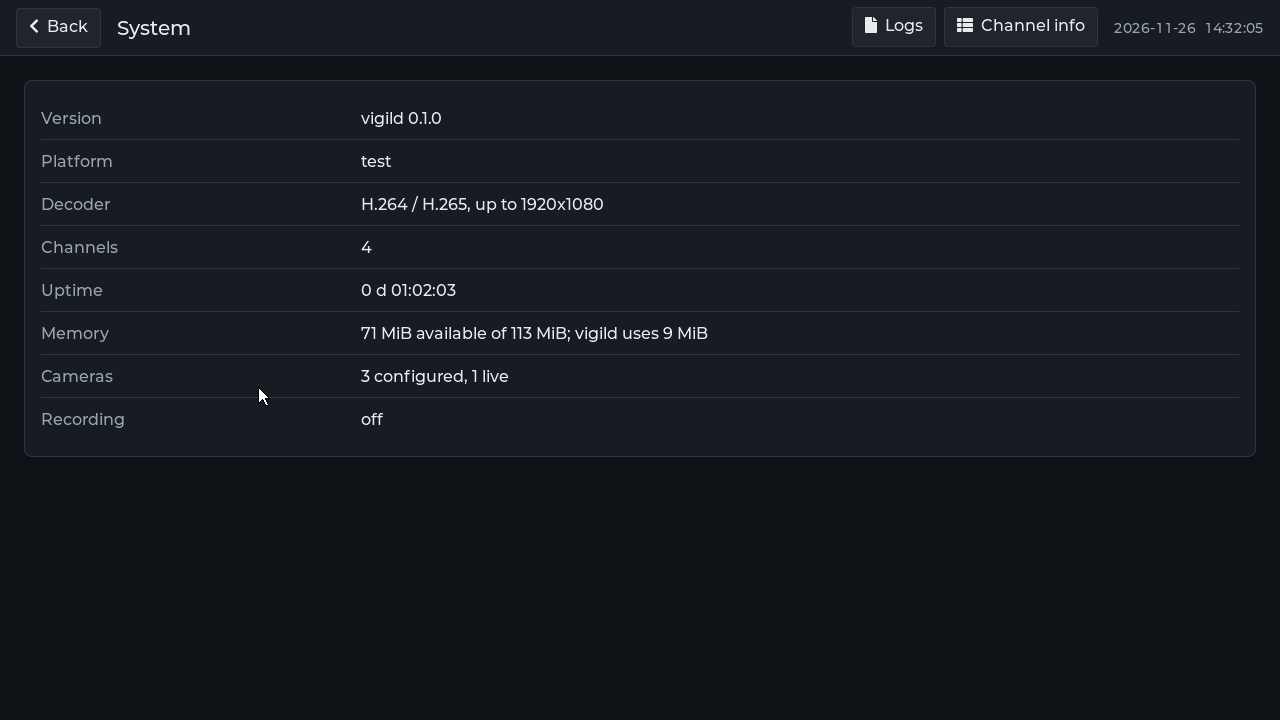 Back
System
Logs
Channel info
2026-11-26 14:32:05
Version vigild 0.1.0
Platform test
Decoder H.264 / H.265, up to 1920x1080
Channels 4
Uptime 0 d 01:02:03
Memory 71 MiB available of 113 MiB; vigild uses 9 MiB
Cameras 3 configured, 1 live
Recording off